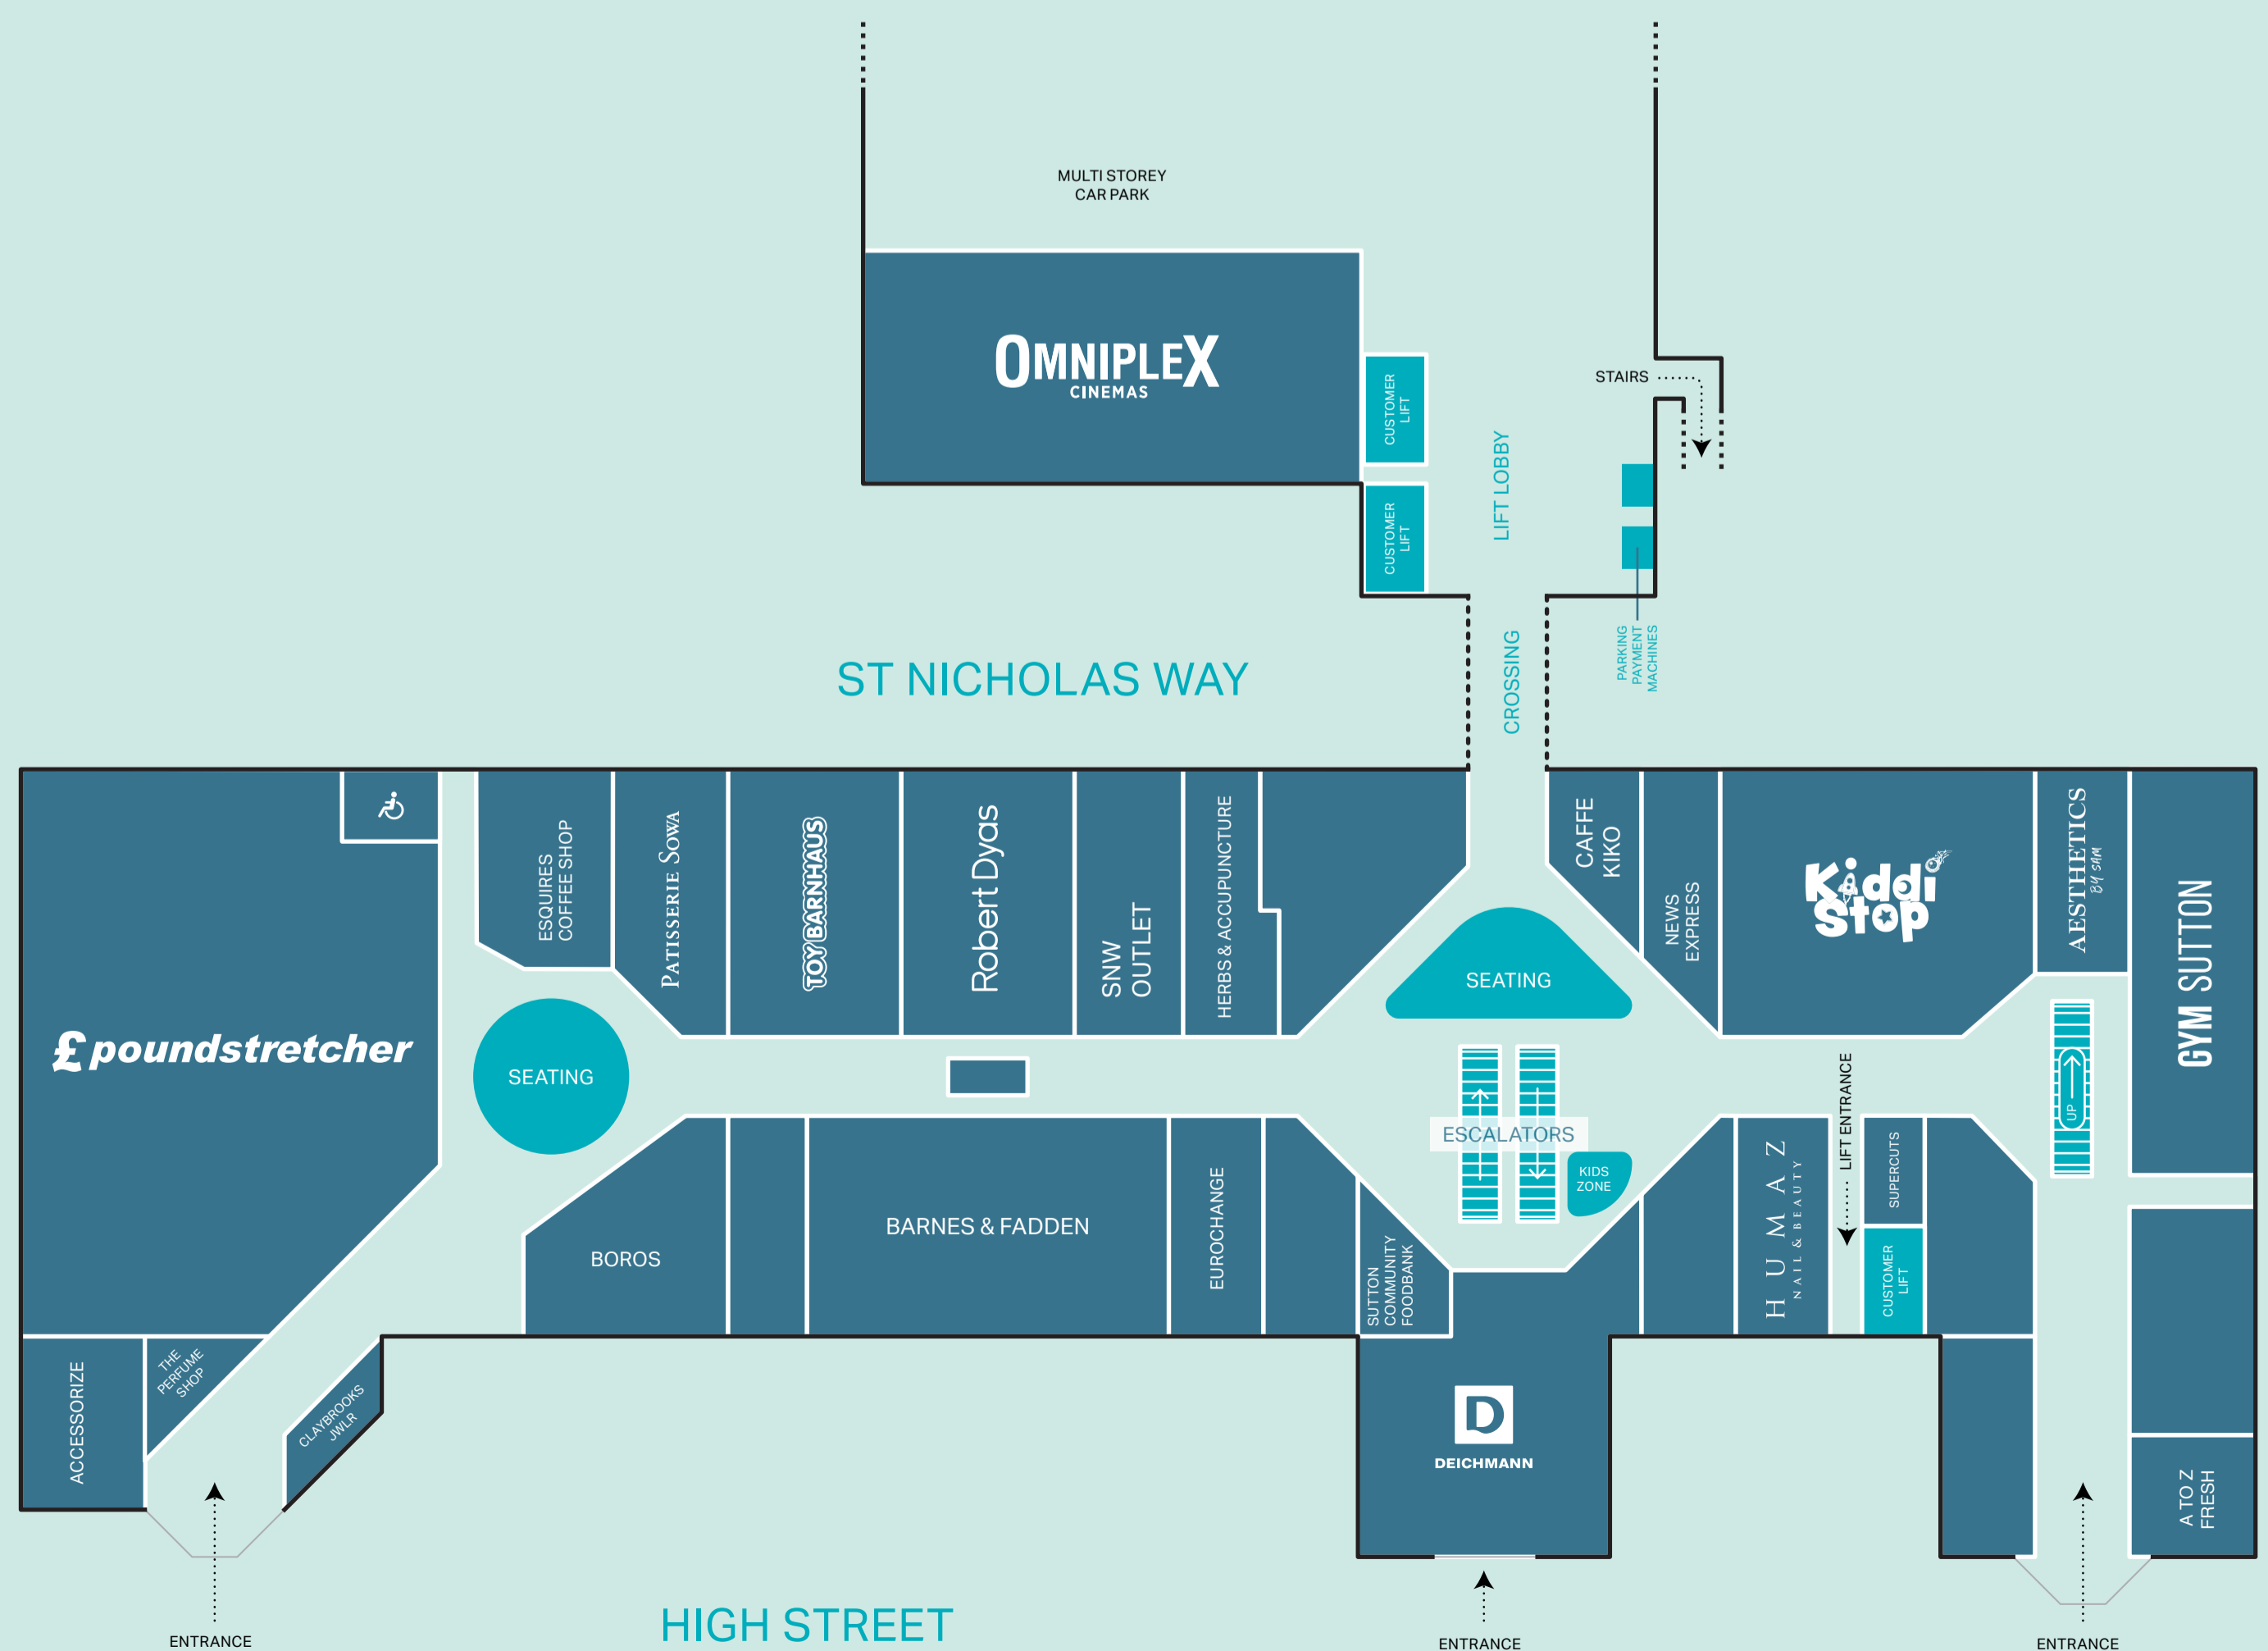 MULTI STOREY
CAR PARK
OMNIPLEX
CINEMAS
CUSTOMER
LIFT
STAIRS
LIFT LOBBY
CUSTOMER
LIFT
PARKING
PAYMENT
MACHINES
ST NICHOLAS WAY
CROSSING
£poundstretcher
ESQUIRES
COFFEE SHOP
PATISSERIE SOWA
TOY BARNHAUS
Robert Dyas
SNW
OUTLET
HERBS & ACCUPUNCTURE
CAFFE
KIKO
NEWS
EXPRESS
Kiddi
Stop
AESTHETICS
BY SAM
GYM SUTTON
SEATING
SEATING
ESCALATORS
KIDS
ZONE
LIFT ENTRANCE
UP
BOROS
BARNES & FADDEN
EUROCHANGE
SUTTON
COMMUNITY
FOODBANK
HUMAZ
NAIL & BEAUTY
SUPERCUTS
CUSTOMER
LIFT
ACCESSORIZE
THE
PERFUME
SHOP
CLAYBROOKS
JWLR
D
DEICHMANN
A TO Z
FRESH
HIGH STREET
ENTRANCE
ENTRANCE
ENTRANCE